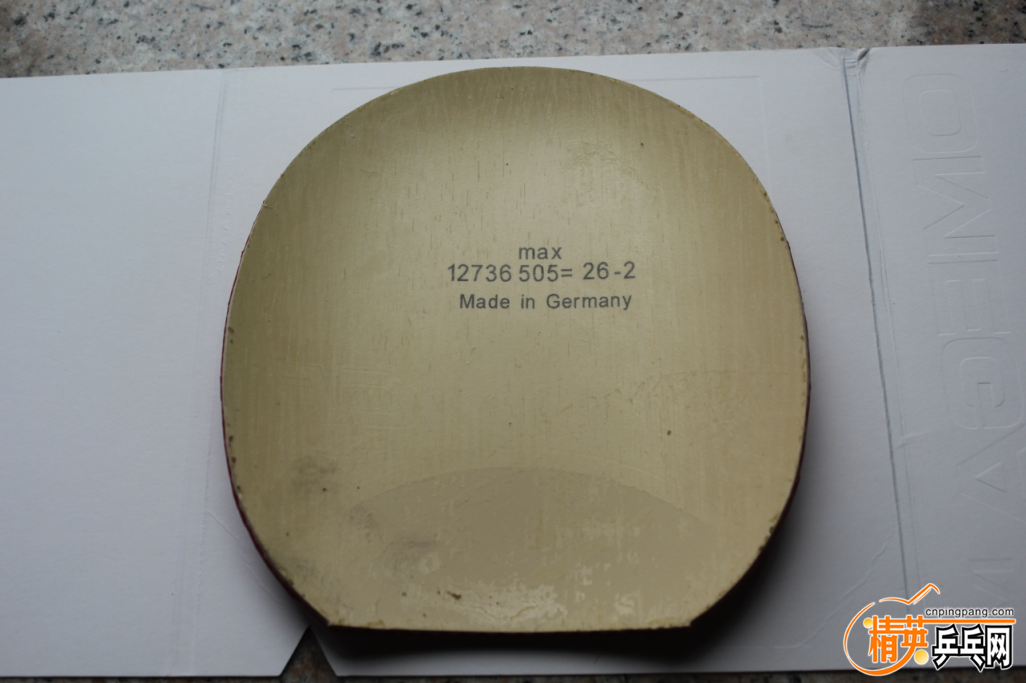 max
12736 505= 26-2
Made in Germany
OMEGA V
cnpingpang.com
精英乒乓网